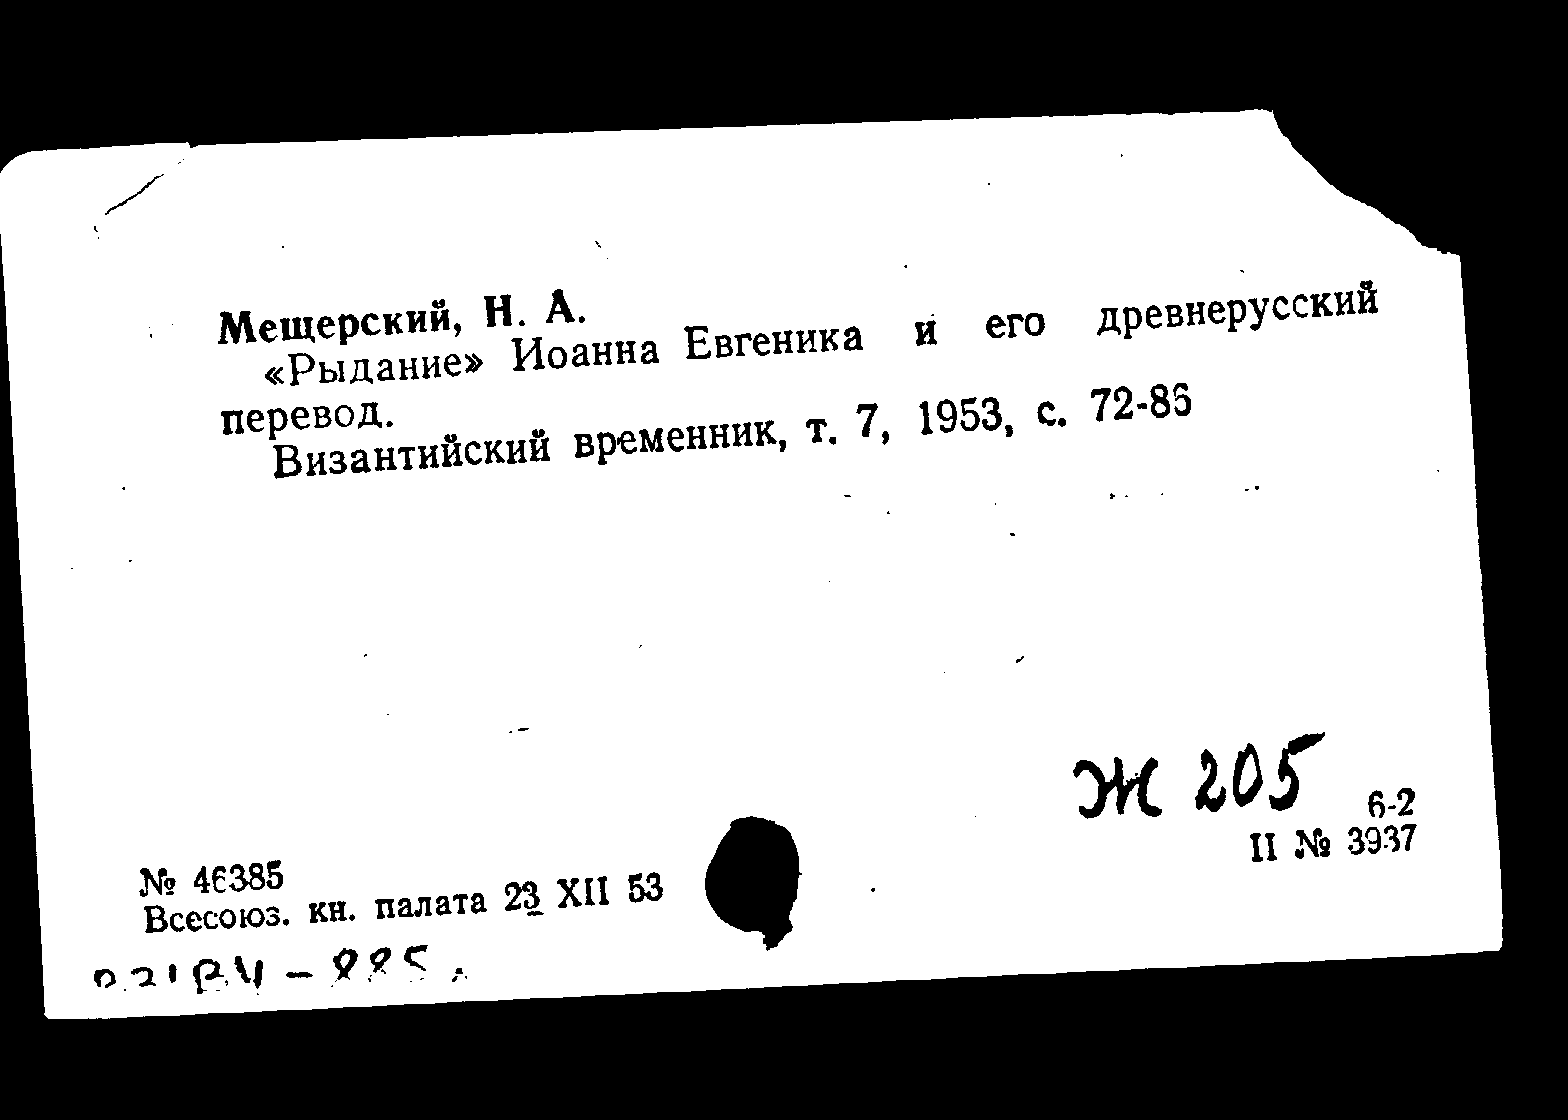 Мещерский, Н. А.
«Рыдание» Иоанна Евгеника и его древнерусский
перевод.
Византийский временник, т. 7, 1953, с. 72-86
Ж 205
6-2
II № 3937
№ 46385
Всесоюз. кн. палата 23 XII 53